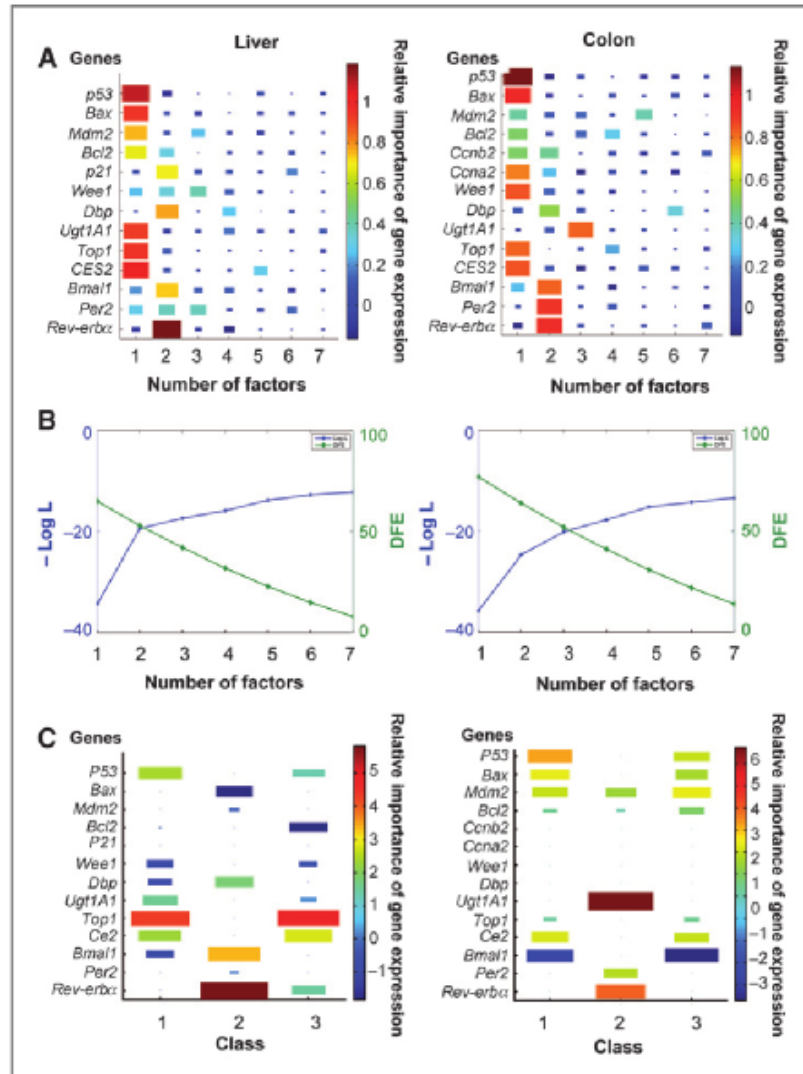 A
Liver
Genes
p53
Bax
Mdm2
Bcl2
p21
Wee1
Dbp
Ugt1A1
Top1
CES2
Bmal1
Per2
Rev-erbα
1 2 3 4 5 6 7
Number of factors
1
0.8
0.6
0.4
0.2
0
Relative importance of gene expression
Colon
Genes
p53
Bax
Mdm2
Bcl2
Ccnb2
Ccna2
Wee1
Dbp
Ugt1A1
Top1
CES2
Bmal1
Per2
Rev-erbα
1 2 3 4 5 6 7
Number of factors
1
0.8
0.6
0.4
0.2
0
Relative importance of gene expression
B
0
−20
−40
− Log L
100
50
0
DFE
1 2 3 4 5 6 7
Number of factors
0
−20
−40
− Log L
100
50
0
DFE
1 2 3 4 5 6 7
Number of factors
C
Genes
P53
Bax
Mdm2
Bcl2
P21
Wee1
Dbp
Ugt1A1
Top1
Ce2
Bmal1
Per2
Rev-erbα
1 2 3
Class
5
4
3
2
1
0
−1
Relative importance of gene expression
Genes
P53
Bax
Mdm2
Bcl2
Ccnb2
Ccna2
Wee1
Dbp
Ugt1A1
Top1
Ce2
Bmal1
Per2
Rev-erbα
1 2 3
Class
6
5
4
3
2
1
0
−1
−2
−3
Relative importance of gene expression